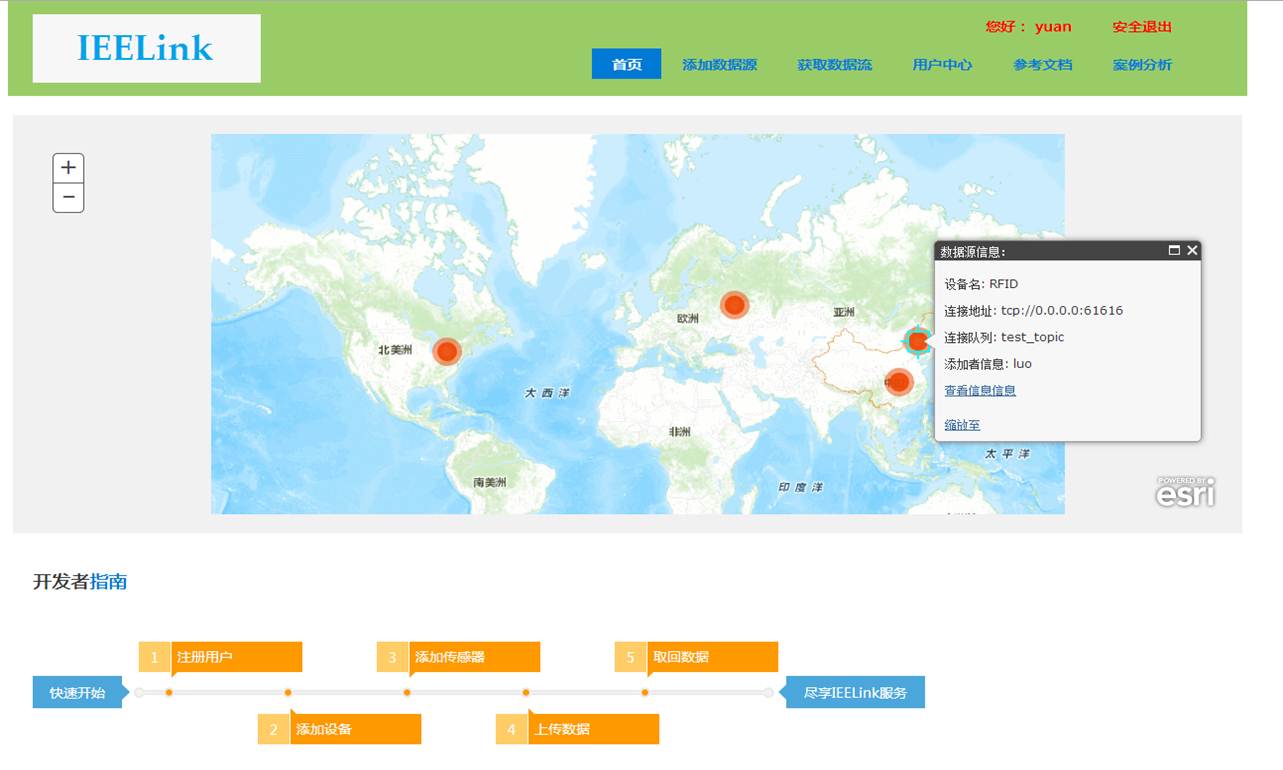 IEELink
您好： yuan 安全退出
首页 添加数据源 获取数据流 用户中心 参考文档 案例分析
+
−
数据源信息:
设备名: RFID
连接地址: tcp://0.0.0.0:61616
连接队列: test_topic
添加者信息: luo
查看信息信息
缩放至
欧洲
亚洲
北美洲
大西洋
非洲
太平洋
南美洲
印度洋
POWERED BY
esri
开发者指南
1 注册用户
3 添加传感器
5 取回数据
快速开始
尽享IEELink服务
2 添加设备
4 上传数据